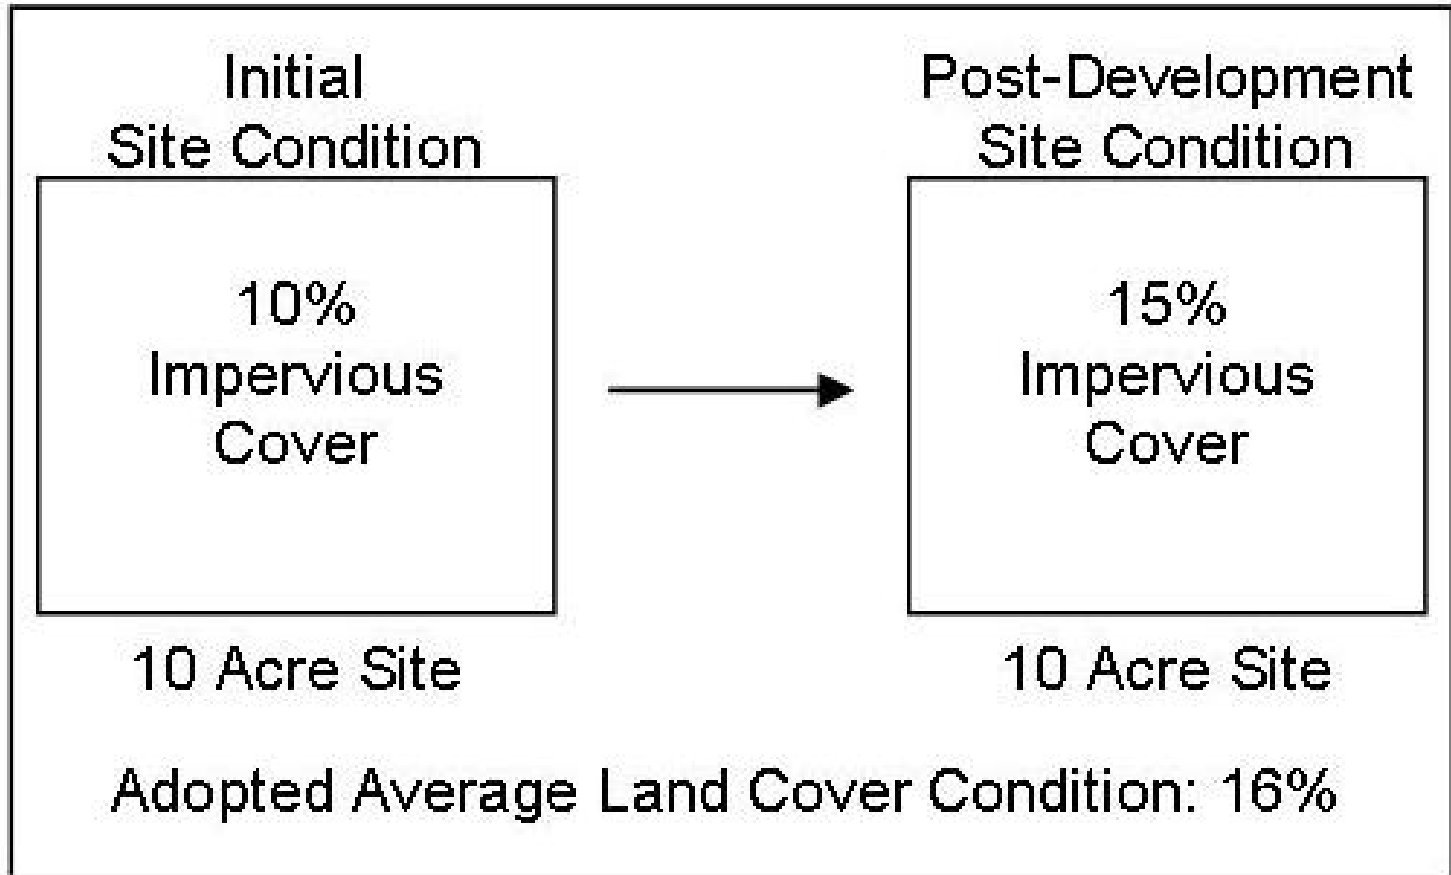 Initial
Site Condition
10%
Impervious
Cover
10 Acre Site
Post-Development
Site Condition
15%
Impervious
Cover
10 Acre Site
Adopted Average Land Cover Condition: 16%